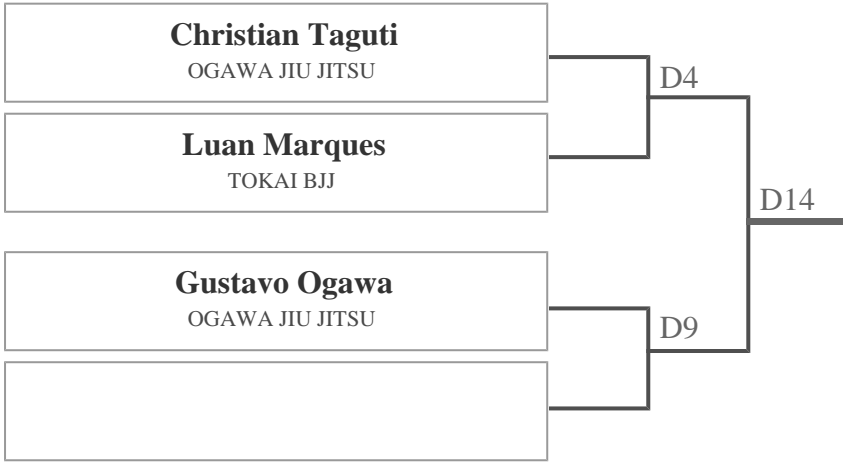 Christian Taguti
OGAWA JIU JITSU
D4
Luan Marques
TOKAI BJJ
D14
Gustavo Ogawa
OGAWA JIU JITSU
D9